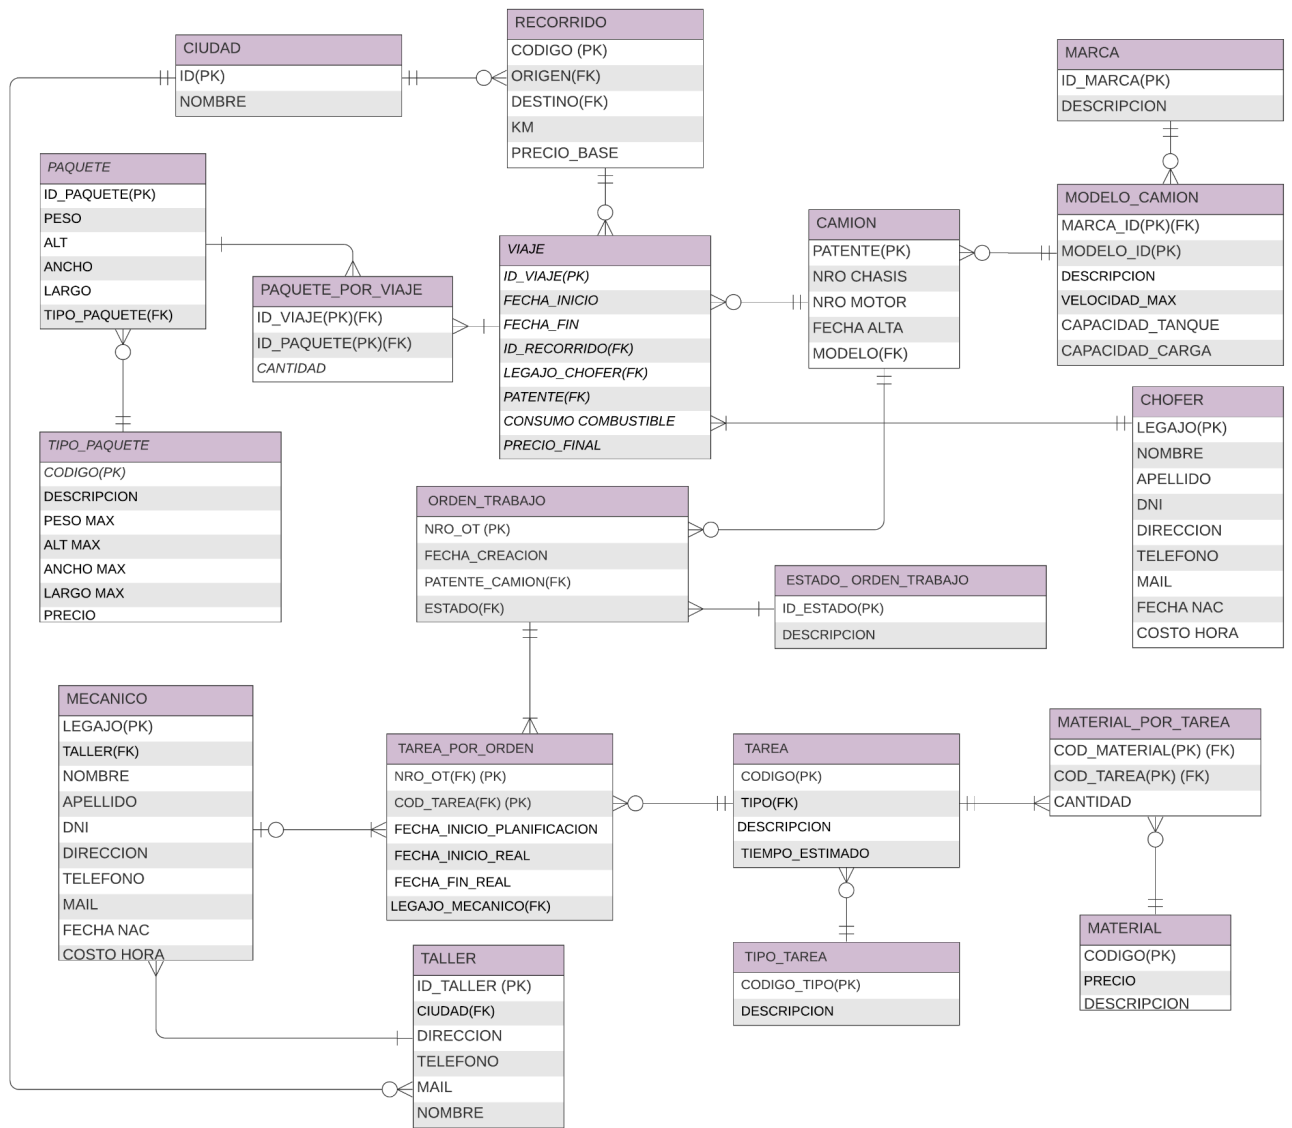 RECORRIDO
CODIGO (PK)
ORIGEN(FK)
DESTINO(FK)
KM
PRECIO_BASE
CIUDAD
ID(PK)
NOMBRE
MARCA
ID_MARCA(PK)
DESCRIPCION
PAQUETE
ID_PAQUETE(PK)
PESO
ALT
ANCHO
LARGO
TIPO_PAQUETE(FK)
MODELO_CAMION
MARCA_ID(PK)(FK)
MODELO_ID(PK)
DESCRIPCION
VELOCIDAD_MAX
CAPACIDAD_TANQUE
CAPACIDAD_CARGA
CAMION
PATENTE(PK)
NRO CHASIS
NRO MOTOR
FECHA ALTA
MODELO(FK)
VIAJE
ID_VIAJE(PK)
FECHA_INICIO
FECHA_FIN
ID_RECORRIDO(FK)
LEGAJO_CHOFER(FK)
PATENTE(FK)
CONSUMO COMBUSTIBLE
PRECIO_FINAL
PAQUETE_POR_VIAJE
ID_VIAJE(PK)(FK)
ID_PAQUETE(PK)(FK)
CANTIDAD
CHOFER
LEGAJO(PK)
NOMBRE
APELLIDO
DNI
DIRECCION
TELEFONO
MAIL
FECHA NAC
COSTO HORA
TIPO_PAQUETE
CODIGO(PK)
DESCRIPCION
PESO MAX
ALT MAX
ANCHO MAX
LARGO MAX
PRECIO
ORDEN_TRABAJO
NRO_OT (PK)
FECHA_CREACION
PATENTE_CAMION(FK)
ESTADO(FK)
ESTADO_ ORDEN_TRABAJO
ID_ESTADO(PK)
DESCRIPCION
MECANICO
LEGAJO(PK)
TALLER(FK)
NOMBRE
APELLIDO
DNI
DIRECCION
TELEFONO
MAIL
FECHA NAC
COSTO HORA
TAREA_POR_ORDEN
NRO_OT(FK) (PK)
COD_TAREA(FK) (PK)
FECHA_INICIO_PLANIFICACION
FECHA_INICIO_REAL
FECHA_FIN_REAL
LEGAJO_MECANICO(FK)
TAREA
CODIGO(PK)
TIPO(FK)
DESCRIPCION
TIEMPO_ESTIMADO
MATERIAL_POR_TAREA
COD_MATERIAL(PK) (FK)
COD_TAREA(PK) (FK)
CANTIDAD
MATERIAL
CODIGO(PK)
PRECIO
DESCRIPCION
TIPO_TAREA
CODIGO_TIPO(PK)
DESCRIPCION
TALLER
ID_TALLER (PK)
CIUDAD(FK)
DIRECCION
TELEFONO
MAIL
NOMBRE